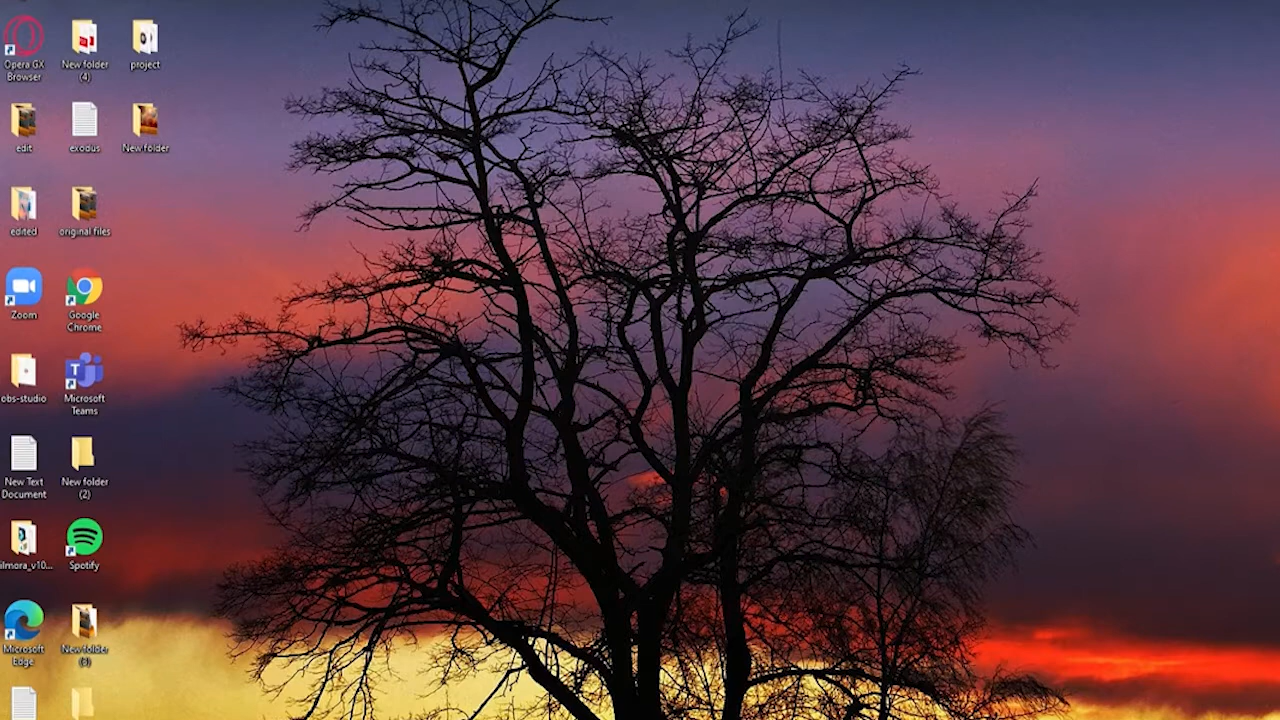 Opera GX
Browser
New folder
(4)
project
edit
exodus
New folder
edited
original files
Zoom
Google
Chrome
obs-studio
Microsoft
Teams
New Text
Document
New folder
(2)
ilmora_v10...
Spotify
Microsoft
Edge
New folder
(3)